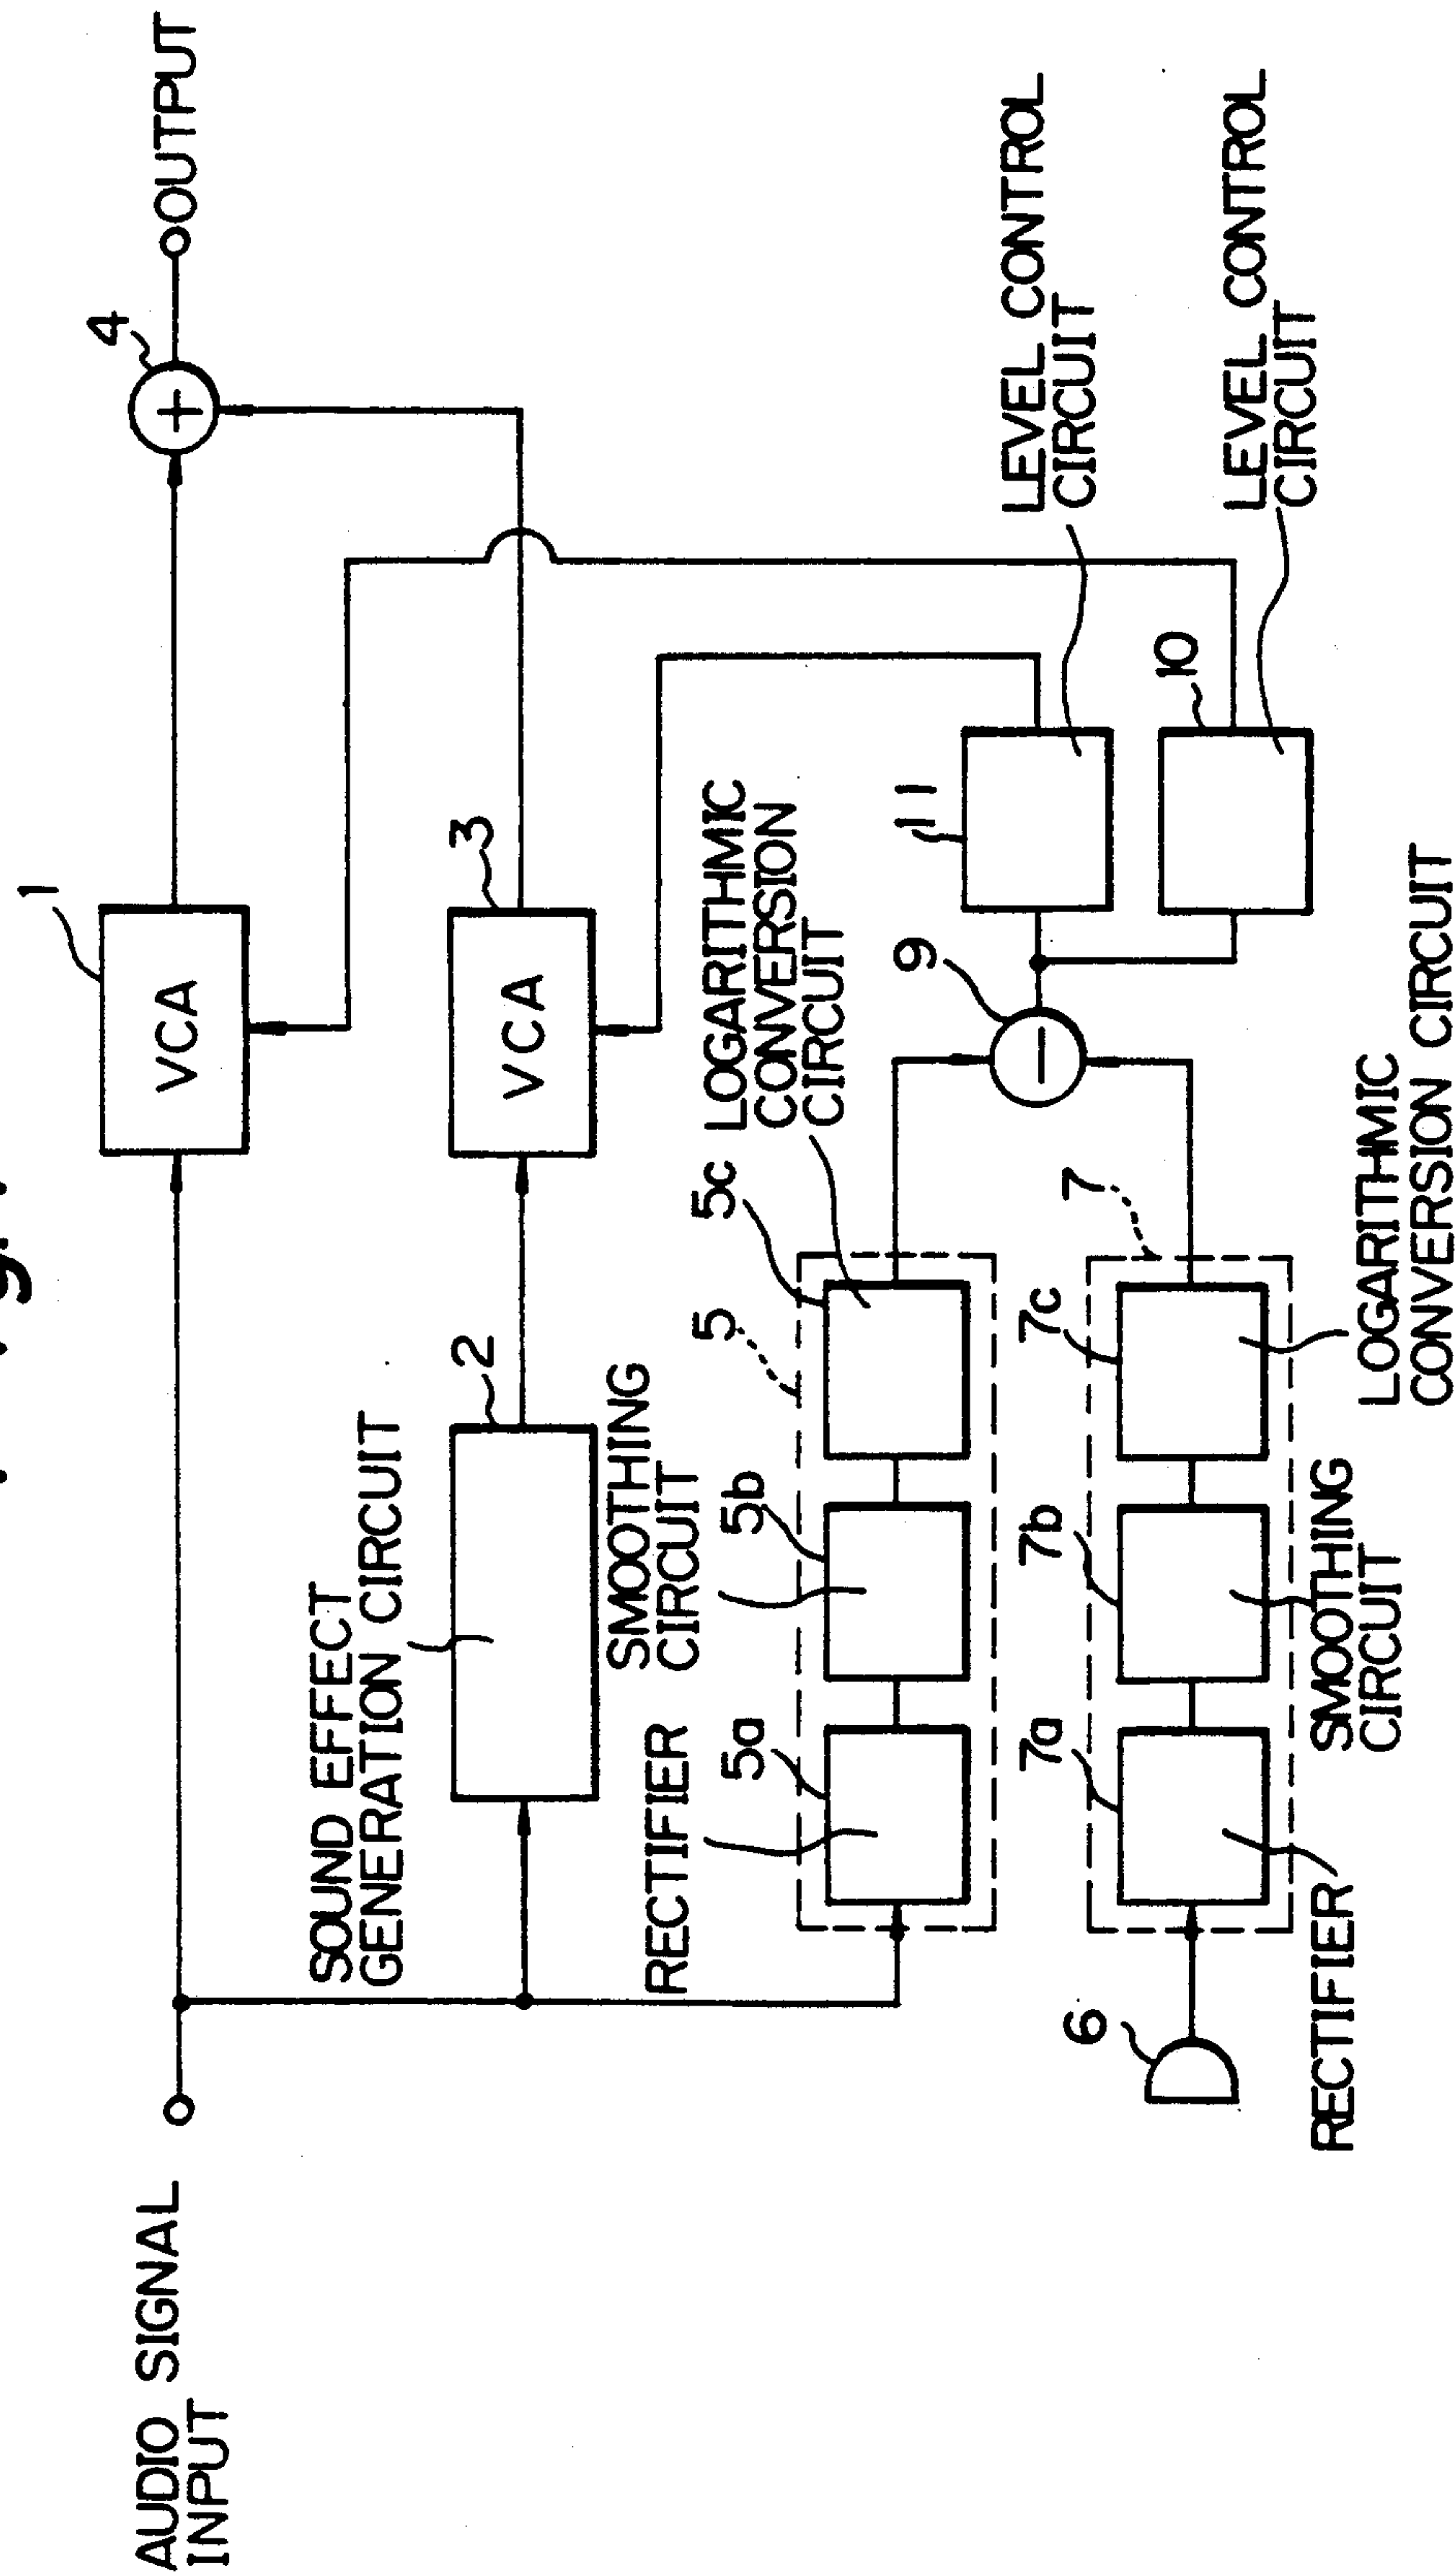 1
VCA
4
OUTPUT
SOUND EFFECT
GENERATION CIRCUIT
2
VCA
3
AUDIO SIGNAL
INPUT
RECTIFIER
SMOOTHING
CIRCUIT
LOGARITHMIC
CONVERSION
CIRCUIT
5a
5b
5
5c
9
11
LEVEL CONTROL
CIRCUIT
10
LEVEL CONTROL
CIRCUIT
6
7a
7b
7c
7
RECTIFIER
SMOOTHING
CIRCUIT
LOGARITHMIC
CONVERSION CIRCUIT